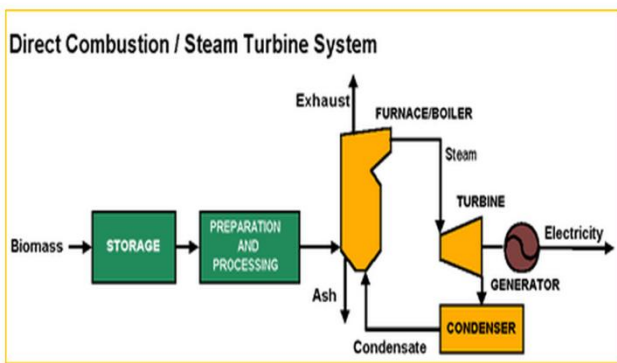 Direct Combustion / Steam Turbine System
Exhaust
FURNACE/BOILER
Steam
TURBINE
Biomass
STORAGE
PREPARATION
AND
PROCESSING
Electricity
GENERATOR
Ash
CONDENSER
Condensate